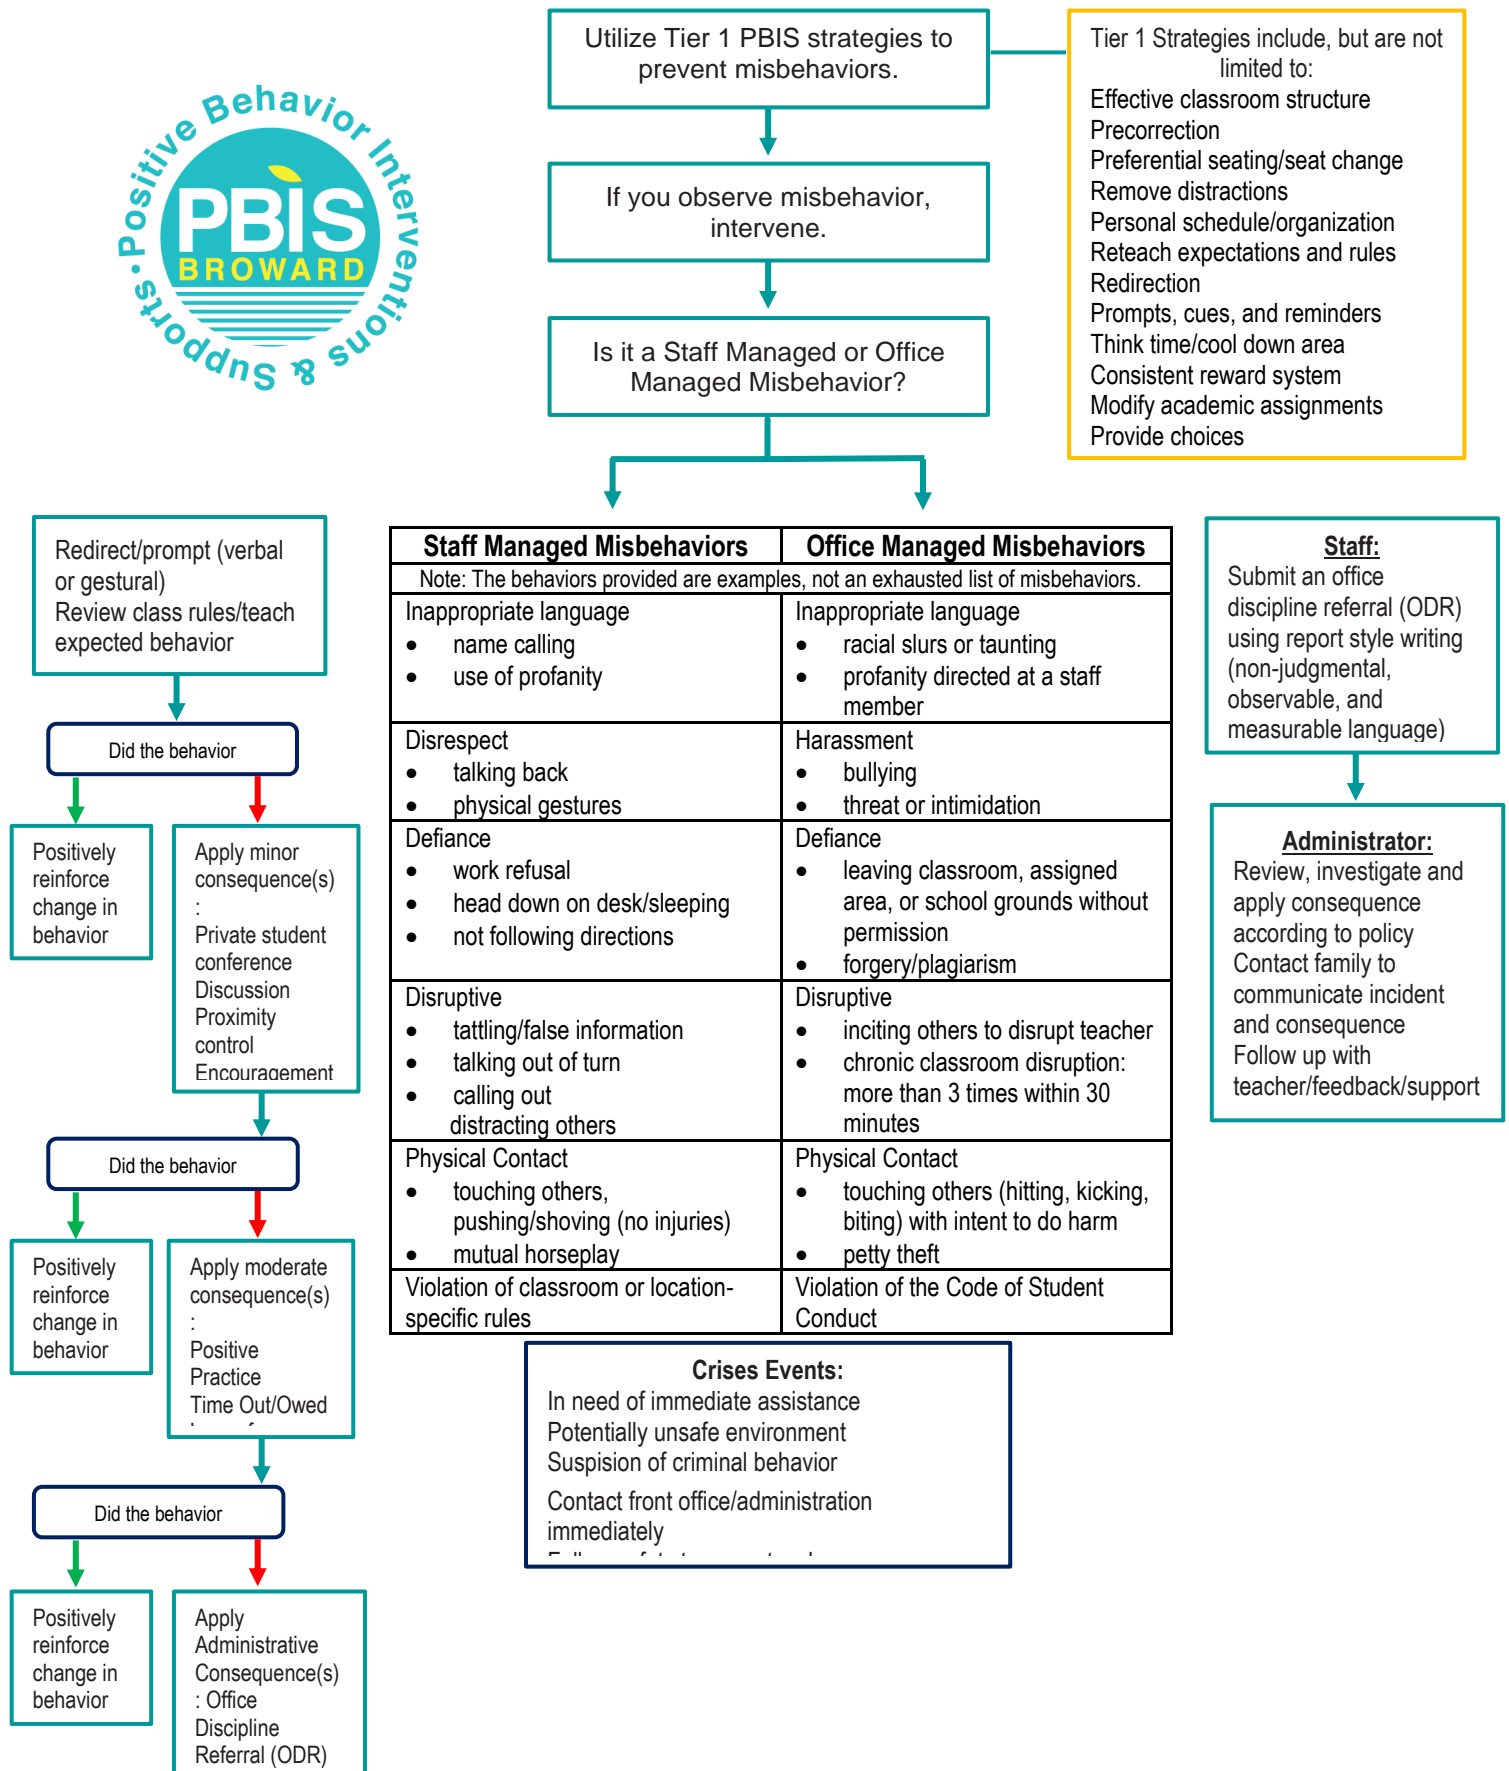 Utilize Tier 1 PBIS strategies to
prevent misbehaviors.
Tier 1 Strategies include, but are not
limited to:
Effective classroom structure
Precorrection
Preferential seating/seat change
Remove distractions
Personal schedule/organization
Reteach expectations and rules
Redirection
Prompts, cues, and reminders
Think time/cool down area
Consistent reward system
Modify academic assignments
Provide choices
Positive Behavior Interventions & Supports
PBIS
BROWARD
If you observe misbehavior,
intervene.
Is it a Staff Managed or Office
Managed Misbehavior?
Redirect/prompt (verbal
or gestural)
Review class rules/teach
expected behavior
Did the behavior
Positively
reinforce
change in
behavior
Apply minor
consequence(s)
:
Private student
conference
Discussion
Proximity
control
Encouragement
Did the behavior
Positively
reinforce
change in
behavior
Apply moderate
consequence(s)
:
Positive
Practice
Time Out/Owed
Did the behavior
Positively
reinforce
change in
behavior
Apply
Administrative
Consequence(s)
: Office
Discipline
Referral (ODR)
Staff Managed Misbehaviors
Office Managed Misbehaviors
Note: The behaviors provided are examples, not an exhausted list of misbehaviors.
Inappropriate language
• name calling
• use of profanity
Inappropriate language
• racial slurs or taunting
• profanity directed at a staff
member
Disrespect
• talking back
• physical gestures
Harassment
• bullying
• threat or intimidation
Defiance
• work refusal
• head down on desk/sleeping
• not following directions
Defiance
• leaving classroom, assigned
area, or school grounds without
permission
• forgery/plagiarism
Disruptive
• tattling/false information
• talking out of turn
• calling out
distracting others
Disruptive
• inciting others to disrupt teacher
• chronic classroom disruption:
more than 3 times within 30
minutes
Physical Contact
• touching others,
pushing/shoving (no injuries)
• mutual horseplay
Physical Contact
• touching others (hitting, kicking,
biting) with intent to do harm
• petty theft
Violation of classroom or location-
specific rules
Violation of the Code of Student
Conduct
Crises Events:
In need of immediate assistance
Potentially unsafe environment
Suspision of criminal behavior
Contact front office/administration
immediately
Staff:
Submit an office
discipline referral (ODR)
using report style writing
(non-judgmental,
observable, and
measurable language)
Administrator:
Review, investigate and
apply consequence
according to policy
Contact family to
communicate incident
and consequence
Follow up with
teacher/feedback/support